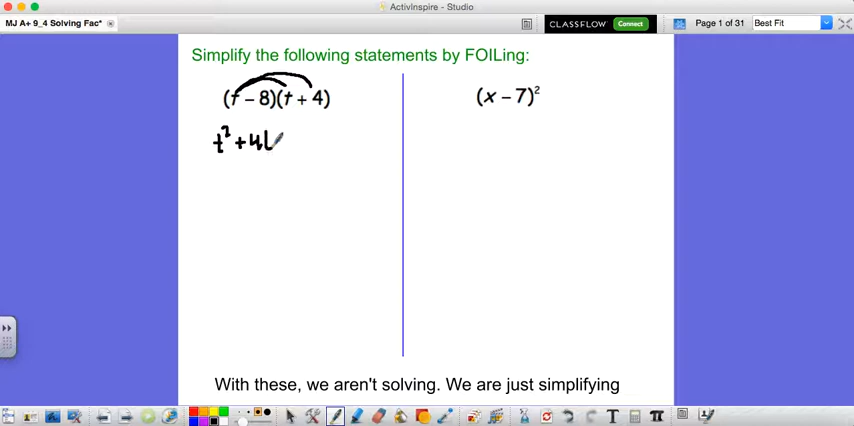 ActivInspire - Studio
MJ A+ 9_4 Solving Fac*
CLASSFLOW Connect
Page 1 of 31
Best Fit
Simplify the following statements by FOILing:
(t − 8)(t + 4)
(x − 7)²
t² + 4
With these, we aren't solving. We are just simplifying
T
π